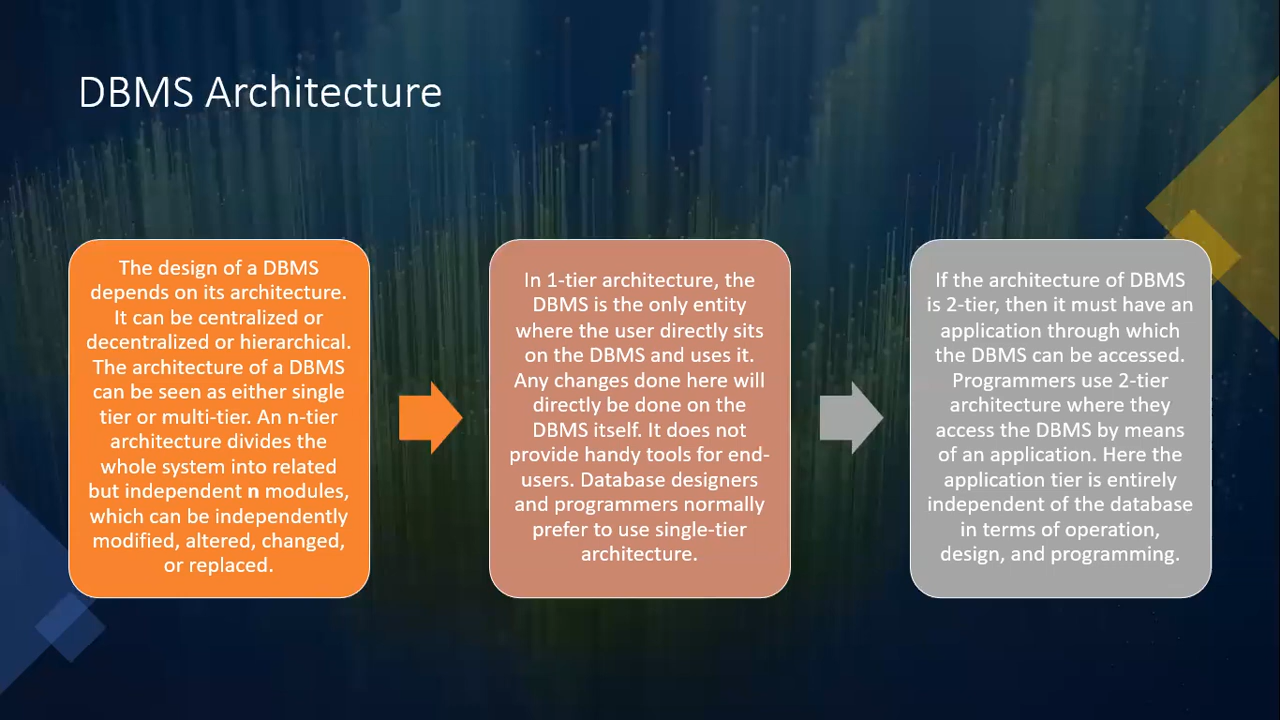 DBMS Architecture
The design of a DBMS
depends on its architecture.
It can be centralized or
decentralized or hierarchical.
The architecture of a DBMS
can be seen as either single
tier or multi-tier. An n-tier
architecture divides the
whole system into related
but independent n modules,
which can be independently
modified, altered, changed,
or replaced.
In 1-tier architecture, the
DBMS is the only entity
where the user directly sits
on the DBMS and uses it.
Any changes done here will
directly be done on the
DBMS itself. It does not
provide handy tools for end-
users. Database designers
and programmers normally
prefer to use single-tier
architecture.
If the architecture of DBMS
is 2-tier, then it must have an
application through which
the DBMS can be accessed.
Programmers use 2-tier
architecture where they
access the DBMS by means
of an application. Here the
application tier is entirely
independent of the database
in terms of operation,
design, and programming.